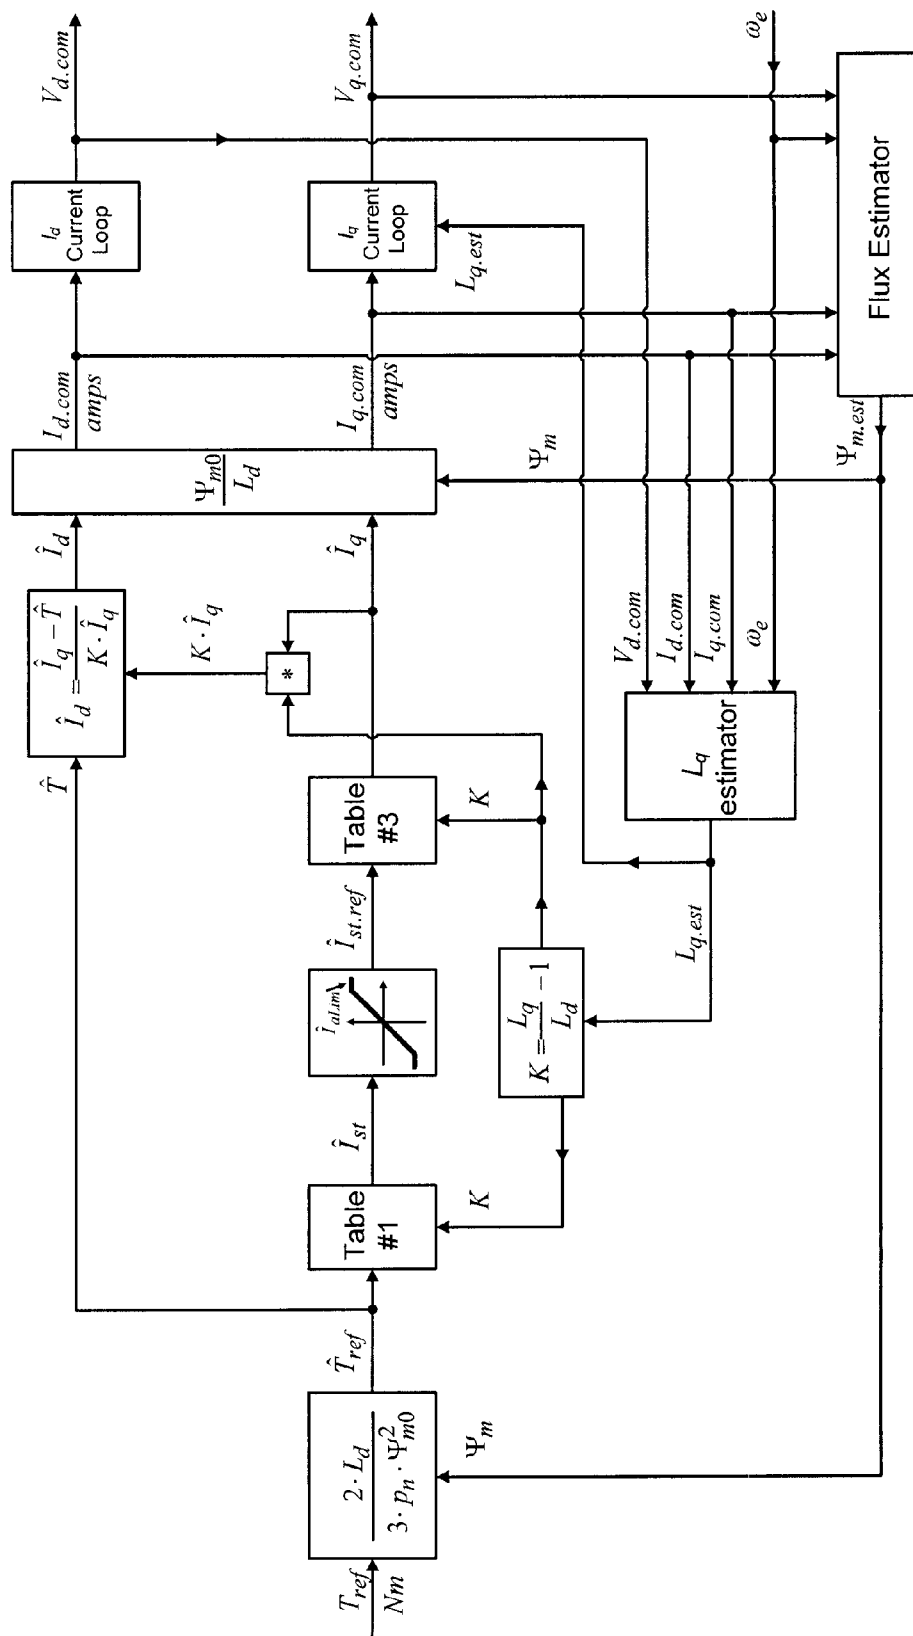 T_ref
Nm
2 · L_d
3 · p_n · Ψ_m0^2
Ψ_m
T̂_ref
T̂
Table
#1
K
Î_st
Î_st.ref
Table
#3
K
K = L_q / L_d − 1
L_q.est
*
K · Î_q
Î_d = (Î_q − T̂) / (K · Î_q)
Î_d
Î_q
Ψ_m0
L_d
Ψ_m
I_d.com
amps
I_q.com
amps
I_d
Current
Loop
I_q
Current
Loop
L_q.est
V_d.com
V_q.com
ω_e
V_d.com
I_d.com
I_q.com
ω_e
L_q
estimator
Flux Estimator
Ψ_m.est